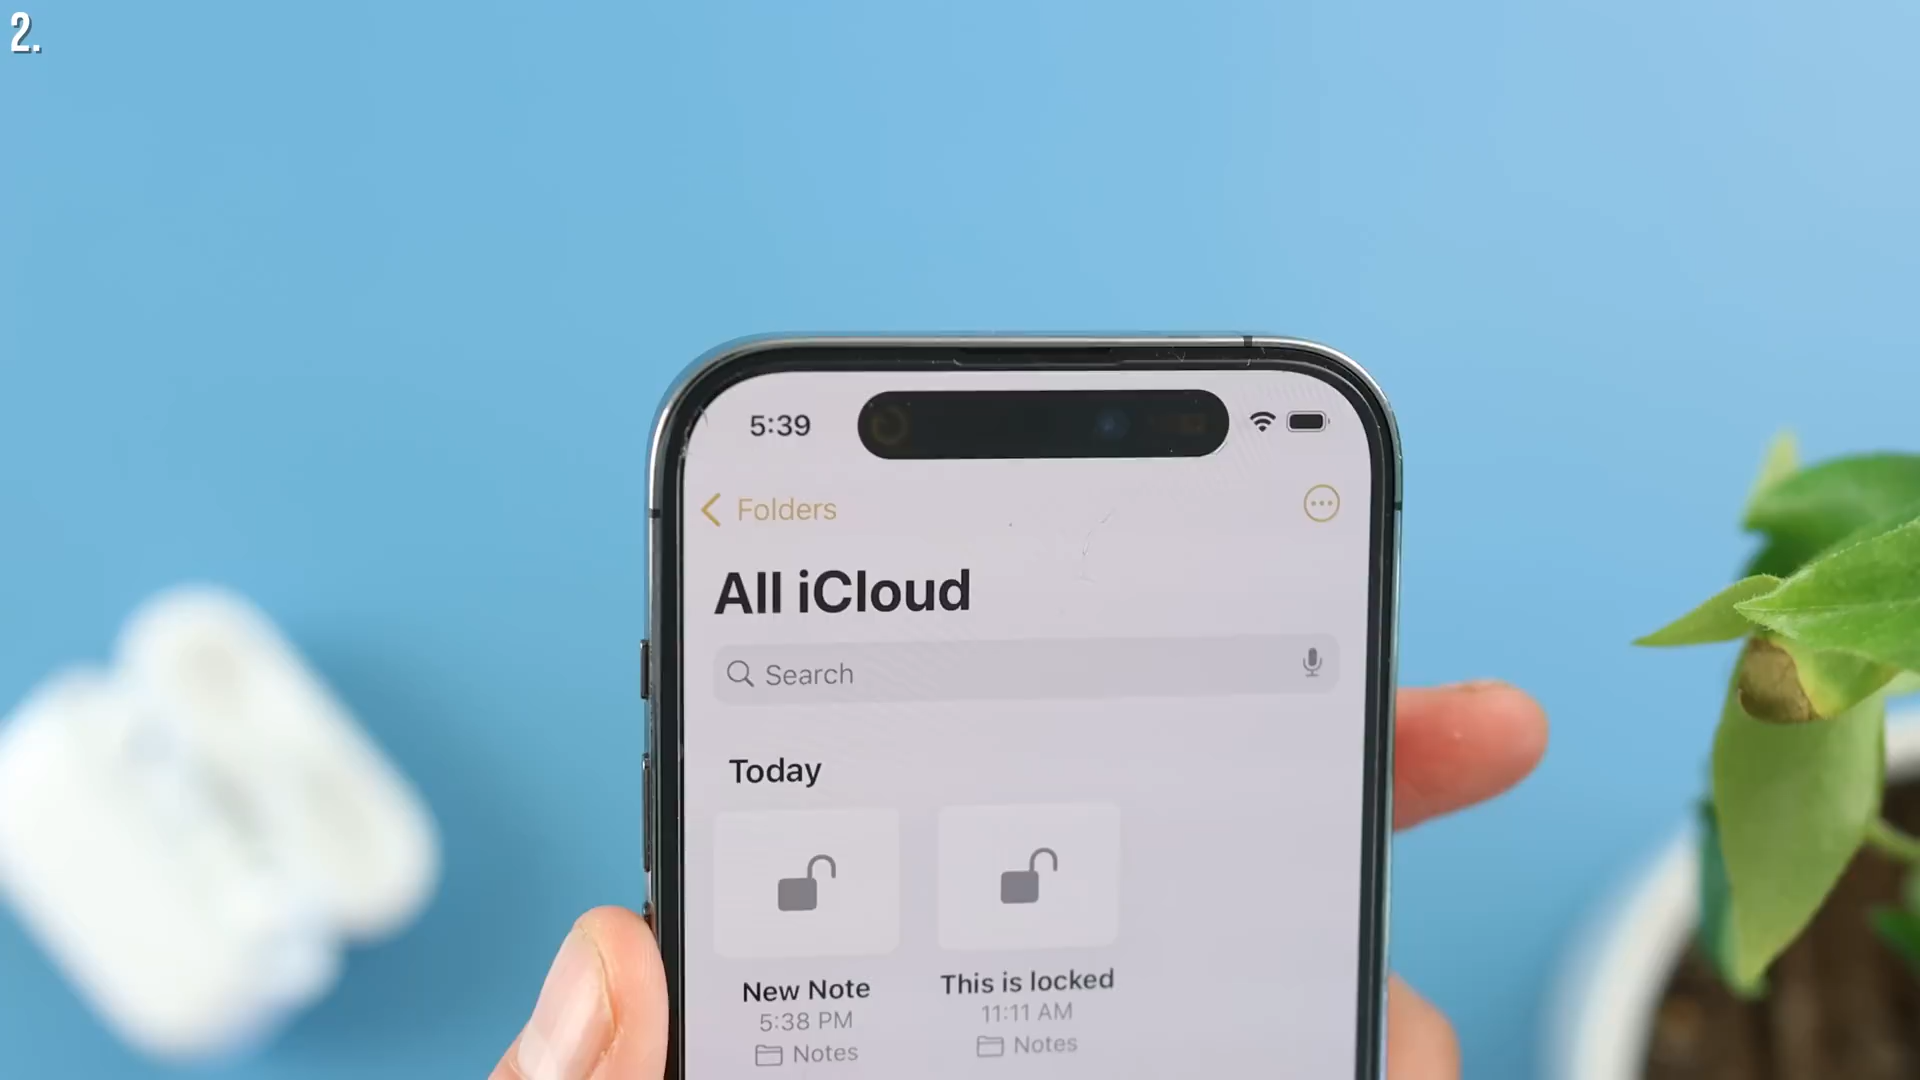 2.
5:39
Folders
All iCloud
Search
Today
New Note
5:38 PM
Notes
This is locked
11:11 AM
Notes